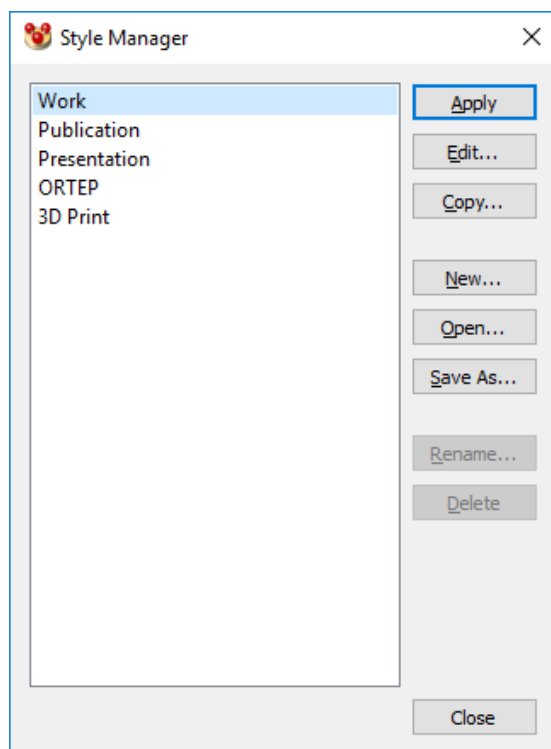 Style Manager
Work
Publication
Presentation
ORTEP
3D Print
Apply
Edit...
Copy...
New...
Open...
Save As...
Rename...
Delete
Close